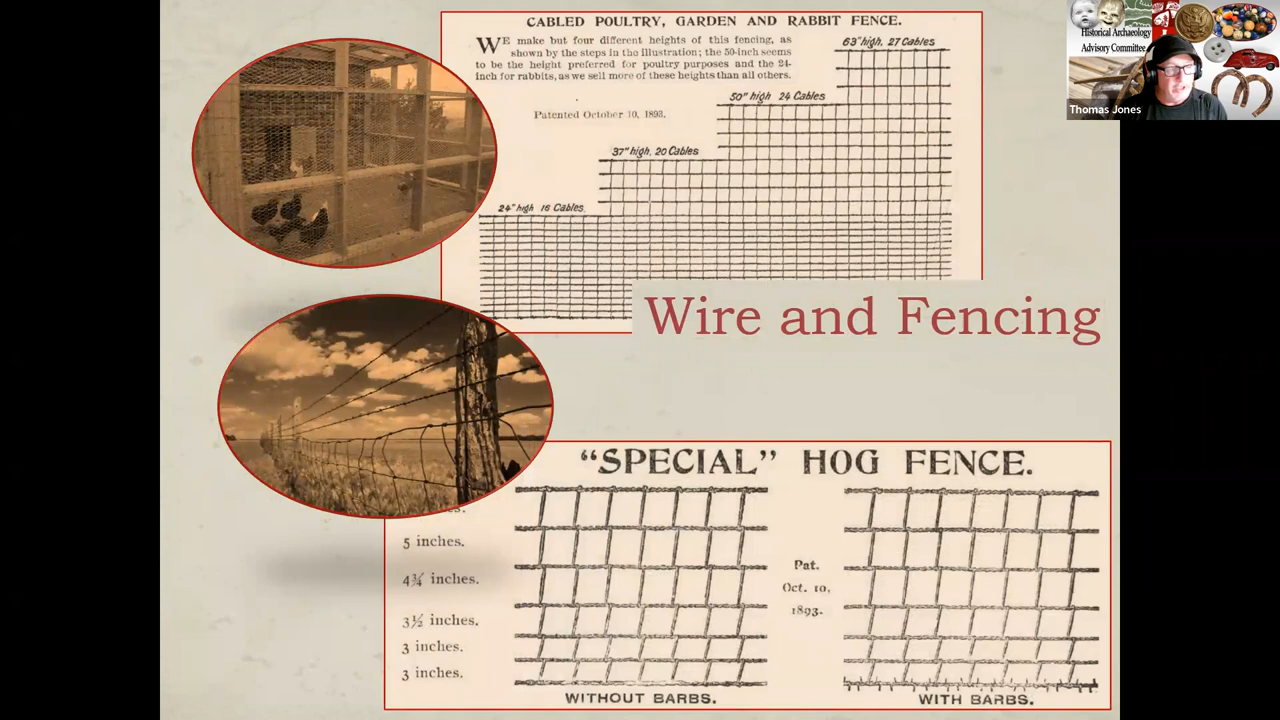 CABLED POULTRY, GARDEN AND RABBIT FENCE.
WE make but four different heights of this fencing, as
shown by the steps in the illustration; the 50-inch seems
to be the height preferred for poultry purposes and the 24-
inch for rabbits, as we sell more of these heights than all others.
Patented October 10, 1893.
63" high, 27 Cables
50" high 24 Cables
37" high, 20 Cables
24" high 16 Cables.
Wire and Fencing
"SPECIAL" HOG FENCE.
5 inches.
4¾ inches.
3½ inches.
3 inches.
3 inches.
Pat.
Oct. 10,
1893.
WITHOUT BARBS.
WITH BARBS.
Historical Archaeology
Advisory Committee
Thomas Jones